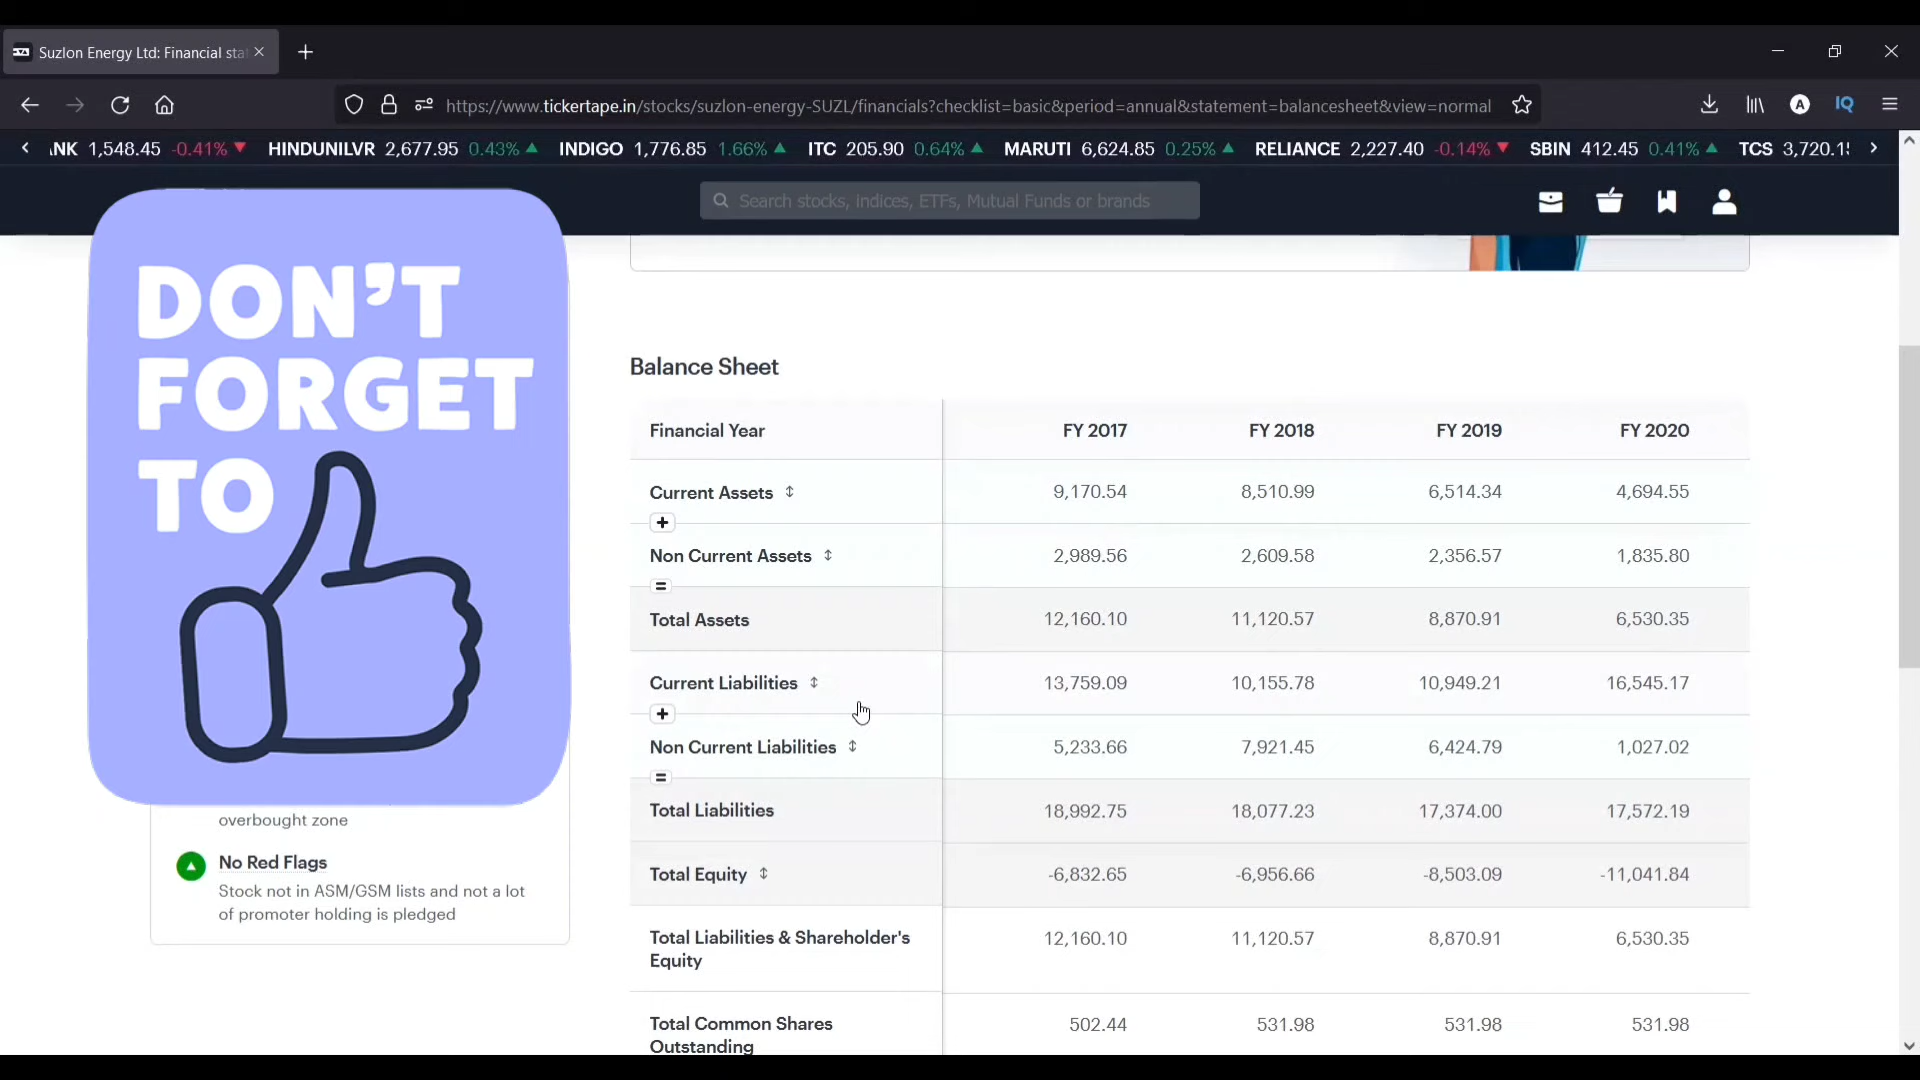 Suzlon Energy Ltd: Financial sta
https://www.tickertape.in/stocks/suzlon-energy-SUZL/financials?checklist=basic&period=annual&statement=balancesheet&view=normal
A
IQ
NK 1,548.45 -0.41% HINDUNILVR 2,677.95 0.43% INDIGO 1,776.85 1.66% ITC 205.90 0.64% MARUTI 6,624.85 0.25% RELIANCE 2,227.40 -0.14% SBIN 412.45 0.41% TCS 3,720.1
Search stocks, indices, ETFs, Mutual Funds or brands
DON'T
FORGET
TO
overbought zone
No Red Flags
Stock not in ASM/GSM lists and not a lot
of promoter holding is pledged
Balance Sheet
Financial Year FY 2017 FY 2018 FY 2019 FY 2020
Current Assets 9,170.54 8,510.99 6,514.34 4,694.55
+
Non Current Assets 2,989.56 2,609.58 2,356.57 1,835.80
=
Total Assets 12,160.10 11,120.57 8,870.91 6,530.35
Current Liabilities 13,759.09 10,155.78 10,949.21 16,545.17
+
Non Current Liabilities 5,233.66 7,921.45 6,424.79 1,027.02
=
Total Liabilities 18,992.75 18,077.23 17,374.00 17,572.19
Total Equity -6,832.65 -6,956.66 -8,503.09 -11,041.84
Total Liabilities & Shareholder's
Equity 12,160.10 11,120.57 8,870.91 6,530.35
Total Common Shares
Outstanding 502.44 531.98 531.98 531.98